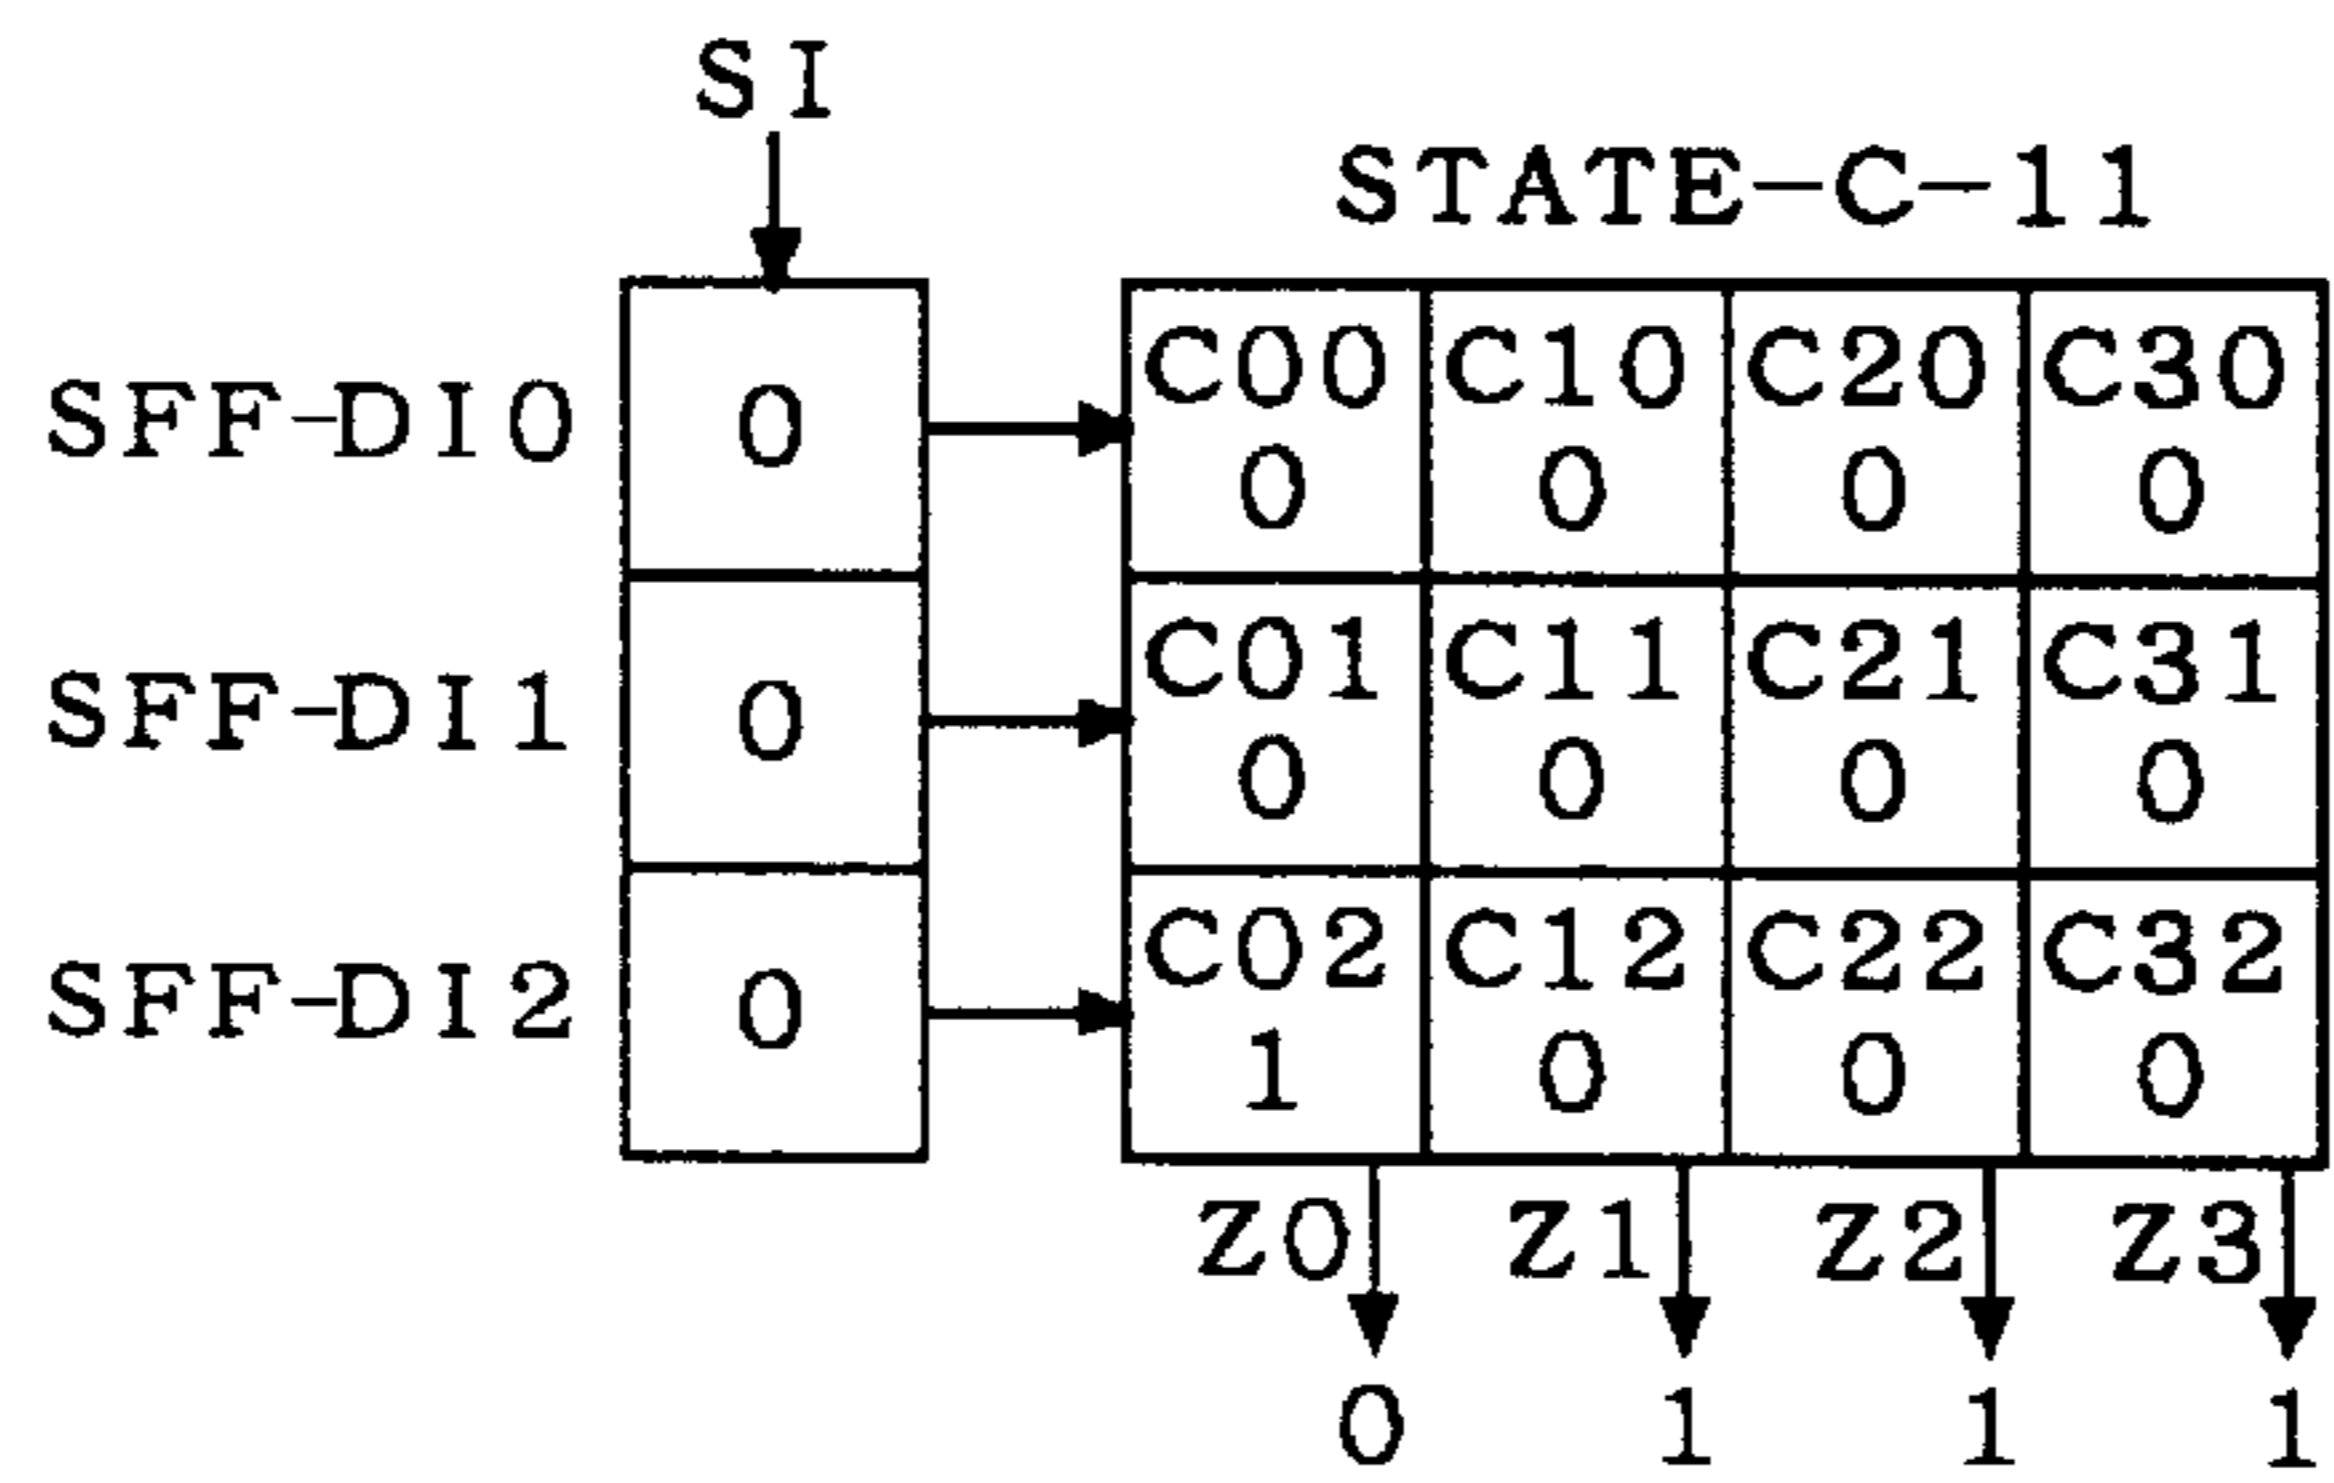 SI
STATE-C-11
C00 C10 C20 C30
SFF-DI0 0 0 0 0 0
C01 C11 C21 C31
SFF-DI1 0 0 0 0 0
C02 C12 C22 C32
SFF-DI2 0 1 0 0 0
Z0 Z1 Z2 Z3
0 1 1 1